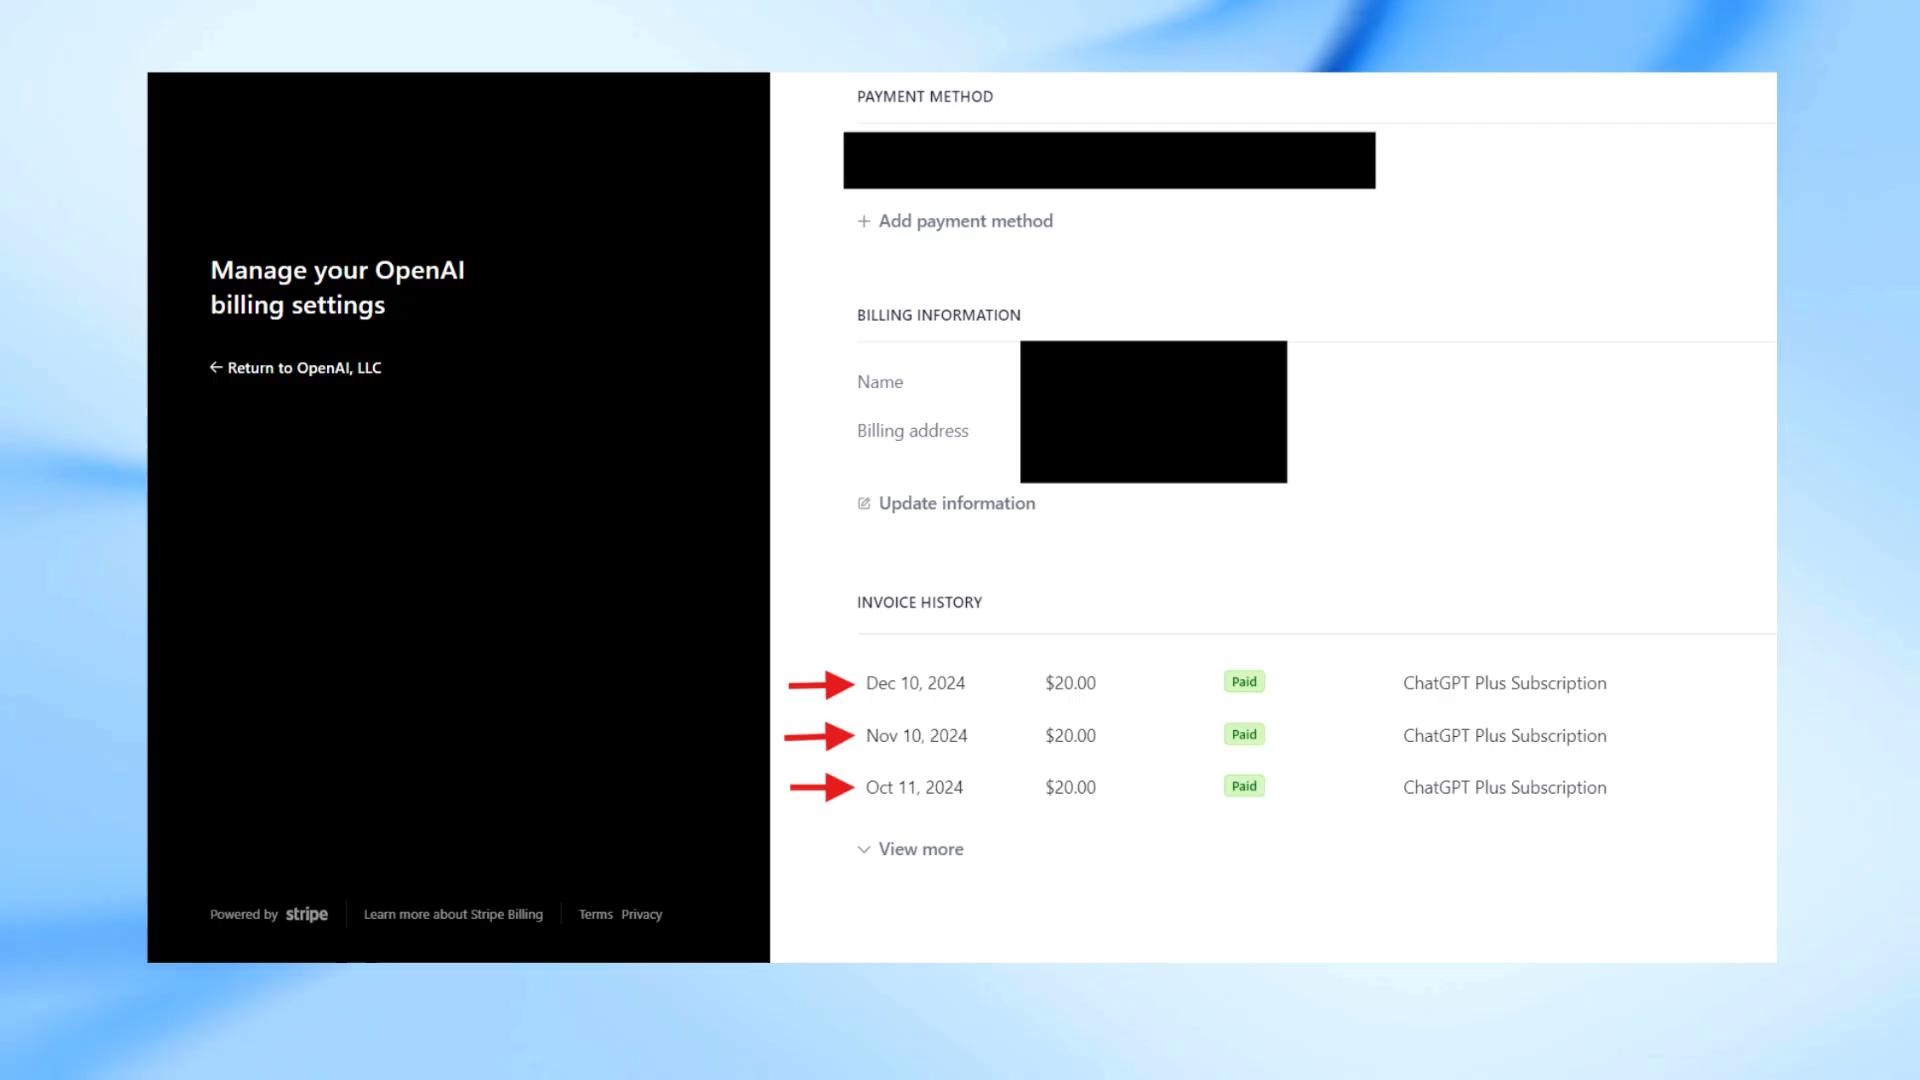 Manage your OpenAI
billing settings
Return to OpenAI, LLC
Powered by stripe
Learn more about Stripe Billing
Terms Privacy
PAYMENT METHOD
Add payment method
BILLING INFORMATION
Name
Billing address
Update information
INVOICE HISTORY
Dec 10, 2024 $20.00 Paid ChatGPT Plus Subscription
Nov 10, 2024 $20.00 Paid ChatGPT Plus Subscription
Oct 11, 2024 $20.00 Paid ChatGPT Plus Subscription
View more